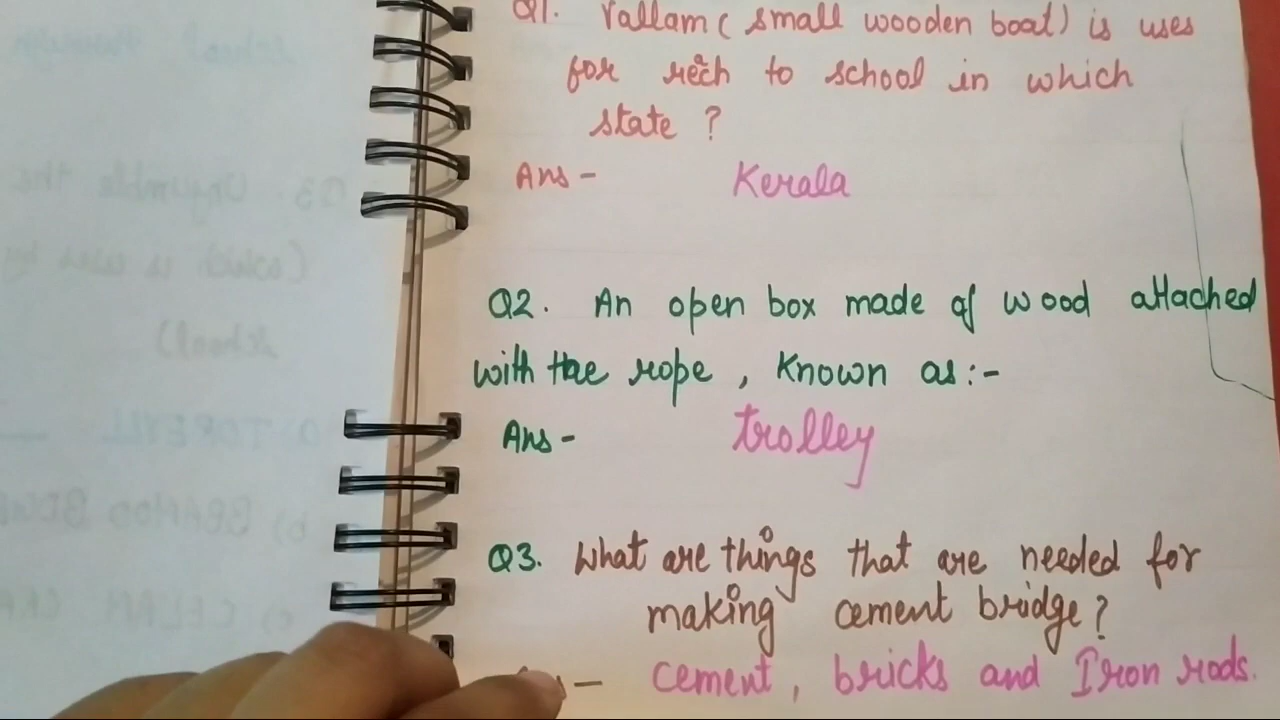 Q1. Vallam ( small wooden boat) is uses
for rech to school in which
state ?
Ans - Kerala
Q2. An open box made of wood attached
with the rope , Known as:-
Ans - trolley
Q3. What are things that are needed for
making cement bridge?
cement, bricks and Iron rods.